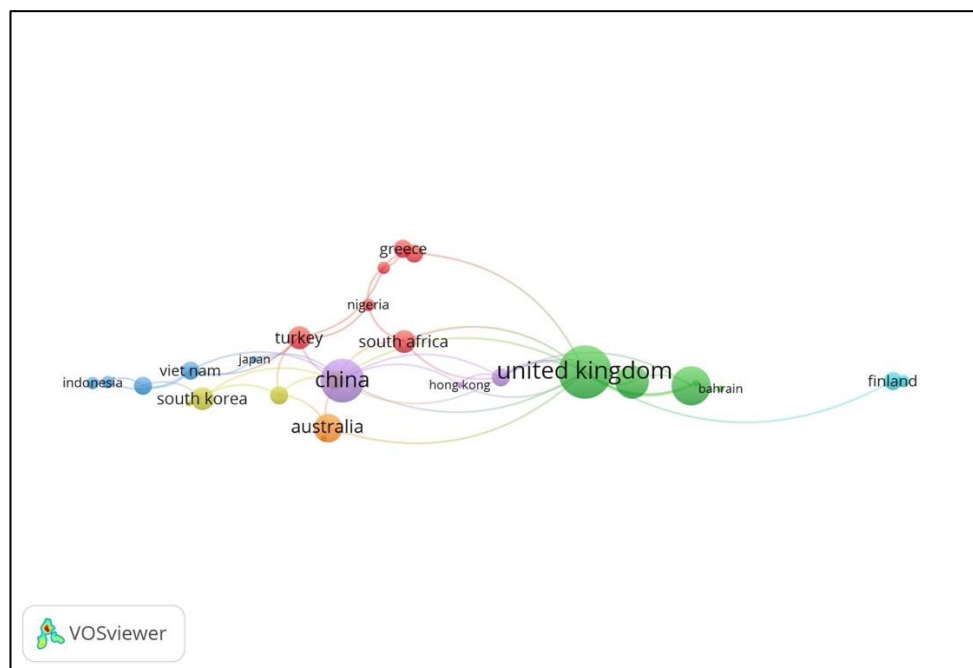 greece
nigeria
turkey
south africa
japan
viet nam
indonesia
china
hong kong
united kingdom
bahrain
finland
south korea
australia
VOSviewer